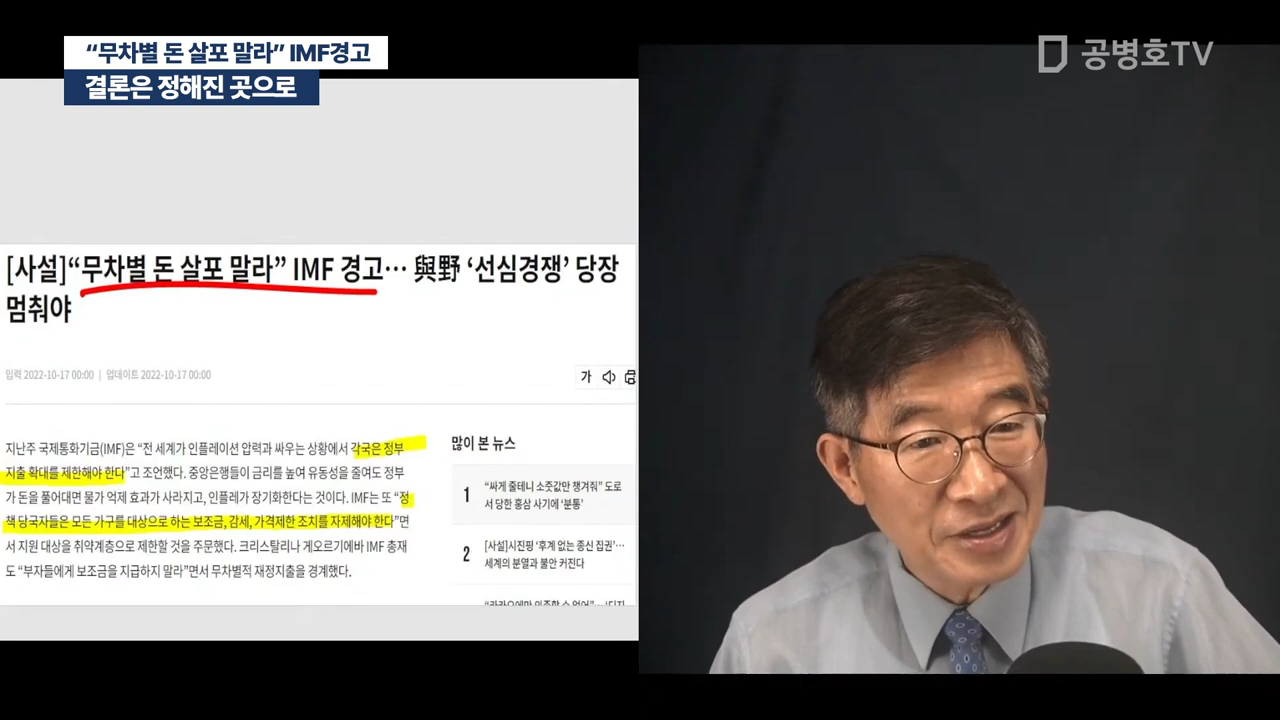 “무차별 돈 살포 말라” IMF경고
결론은 정해진 곳으로
공병호TV
[사설]“무차별 돈 살포 말라” IMF 경고… 與野 ‘선심경쟁’ 당장
멈춰야
입력 2022-10-17 00:00 | 업데이트 2022-10-17 00:00
가
지난주 국제통화기금(IMF)은 “전 세계가 인플레이션 압력과 싸우는 상황에서 각국은 정부
지출 확대를 제한해야 한다”고 조언했다. 중앙은행들이 금리를 높여 유동성을 줄여도 정부
가 돈을 풀어대면 물가 억제 효과가 사라지고, 인플레가 장기화한다는 것이다. IMF는 또 “정
책 당국자들은 모든 가구를 대상으로 하는 보조금, 감세, 가격제한 조치를 자제해야 한다”면
서 지원 대상을 취약계층으로 제한할 것을 주문했다. 크리스탈리나 게오르기에바 IMF 총재
도 “부자들에게 보조금을 지급하지 말라”면서 무차별적 재정지출을 경계했다.
많이 본 뉴스
1
“싸게 줄테니 소줏값만 챙겨줘” 도로
서 당한 홍삼 사기에 ‘분통’
2
[사설]시진핑 ‘후계 없는 종신 집권’…
세계의 분열과 불안 커진다